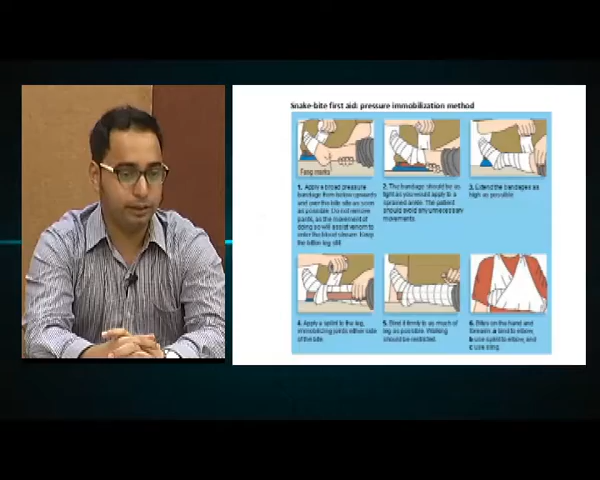 Snake-bite first aid: pressure immobilization method
Fang marks
1. Apply a broad pressure
bandage from below upwards
and over the bite site as soon
as possible. Do not remove
pants, as the movement of
doing so will assist venom to
enter the blood stream. Keep
the bitten leg still.
2. The bandage should be as
tight as you would apply to a
sprained ankle. The patient
should avoid any unnecessary
movements.
3. Extend the bandages as
high as possible.
4. Apply a splint to the leg,
immobilizing joints either side
of the bite.
5. Bind it firmly to as much of
leg as possible. Walking
should be restricted.
6. Bites on the hand and
forearm: a bind to elbow,
b use splint to elbow, and
c use sling.